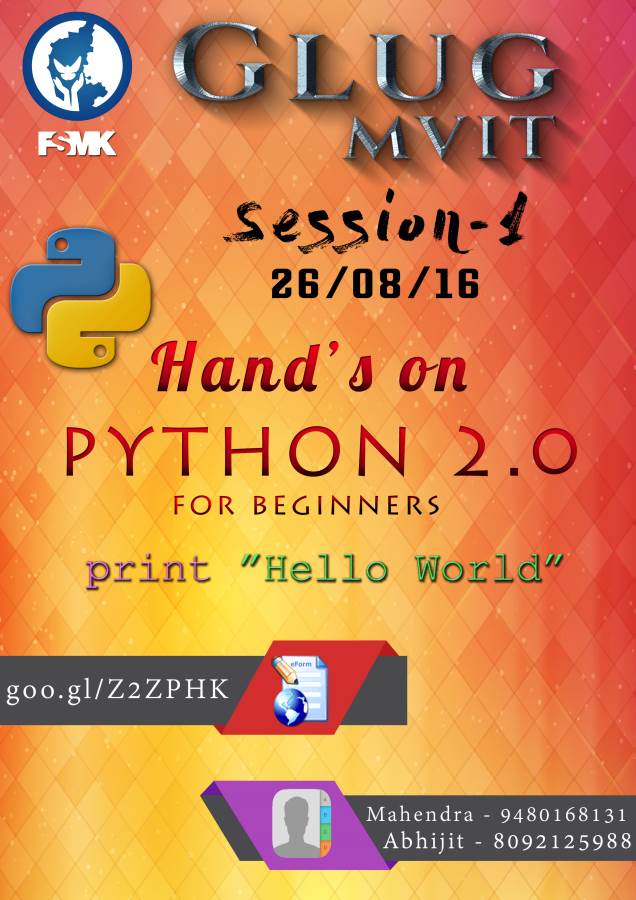 FSMK
GLUG
MVIT
Session-1
26/08/16
Hand's on
PYTHON 2.0
FOR BEGINNERS
print "Hello World"
eForm
goo.gl/Z2ZPHK
Mahendra - 9480168131
Abhijit - 8092125988